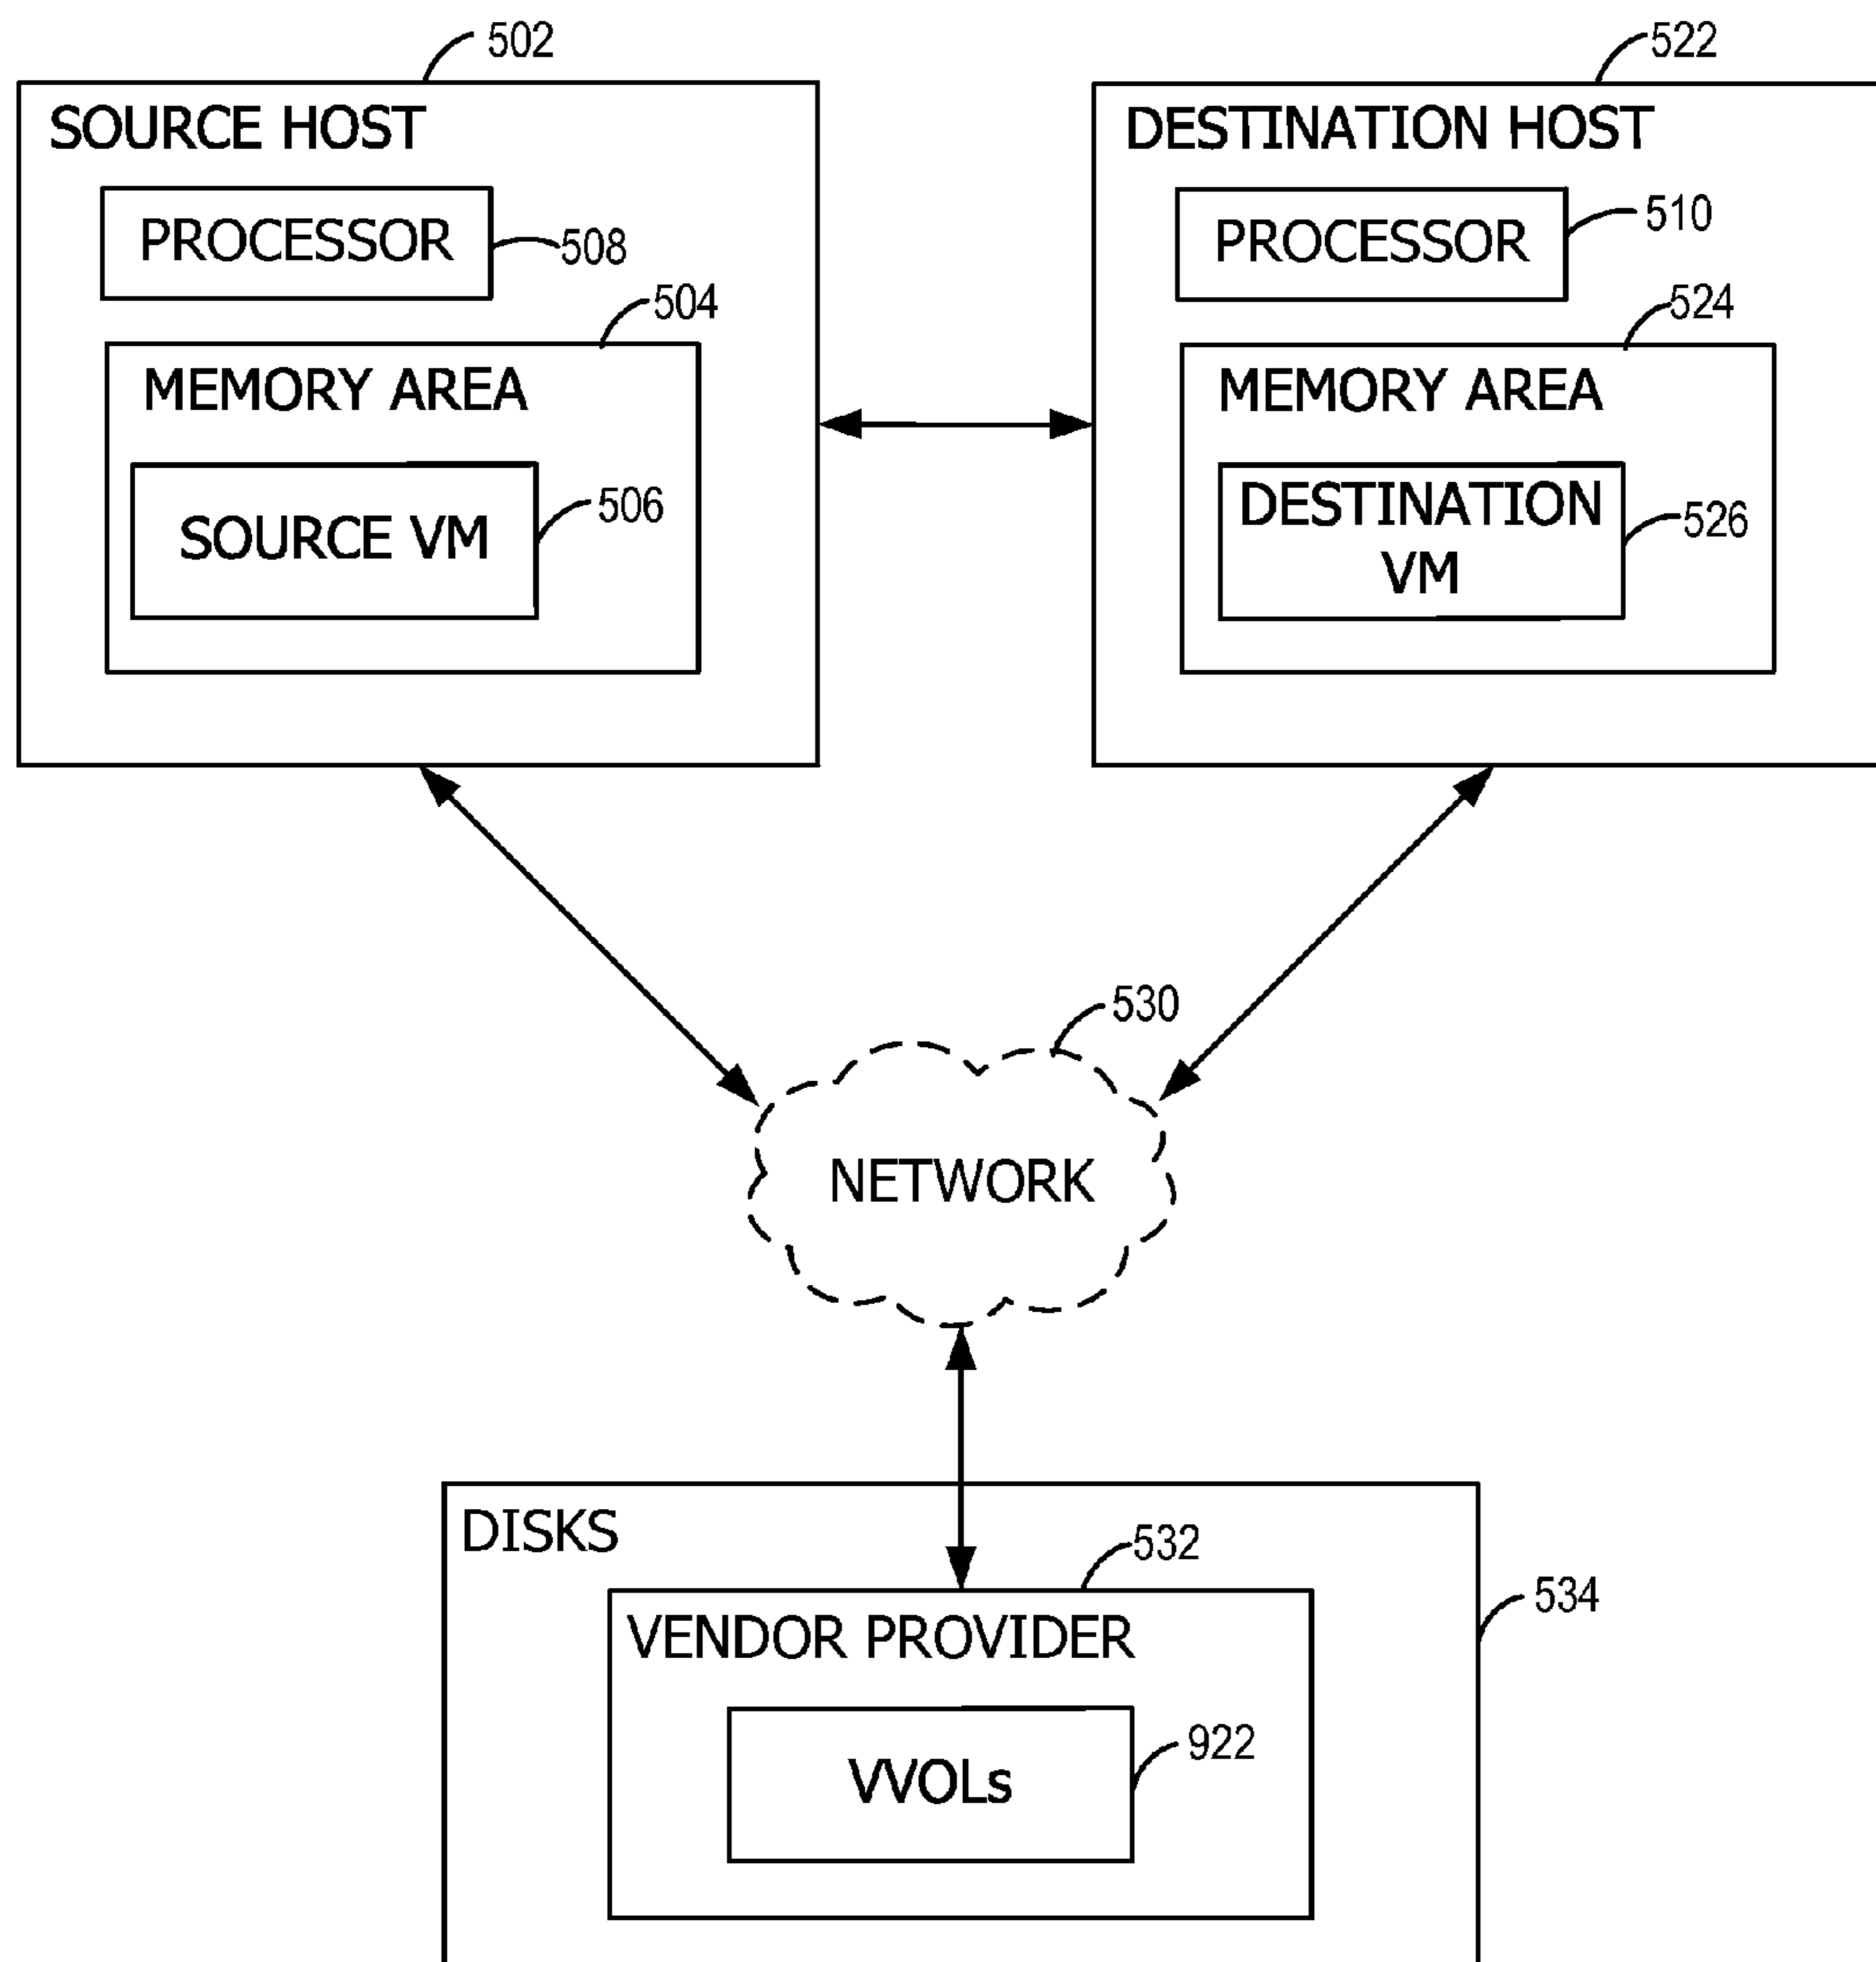 502
SOURCE HOST
PROCESSOR
508
504
MEMORY AREA
SOURCE VM
506
522
DESTINATION HOST
PROCESSOR
510
524
MEMORY AREA
DESTINATION
VM
526
530
NETWORK
DISKS
532
534
VENDOR PROVIDER
VVOLs
922